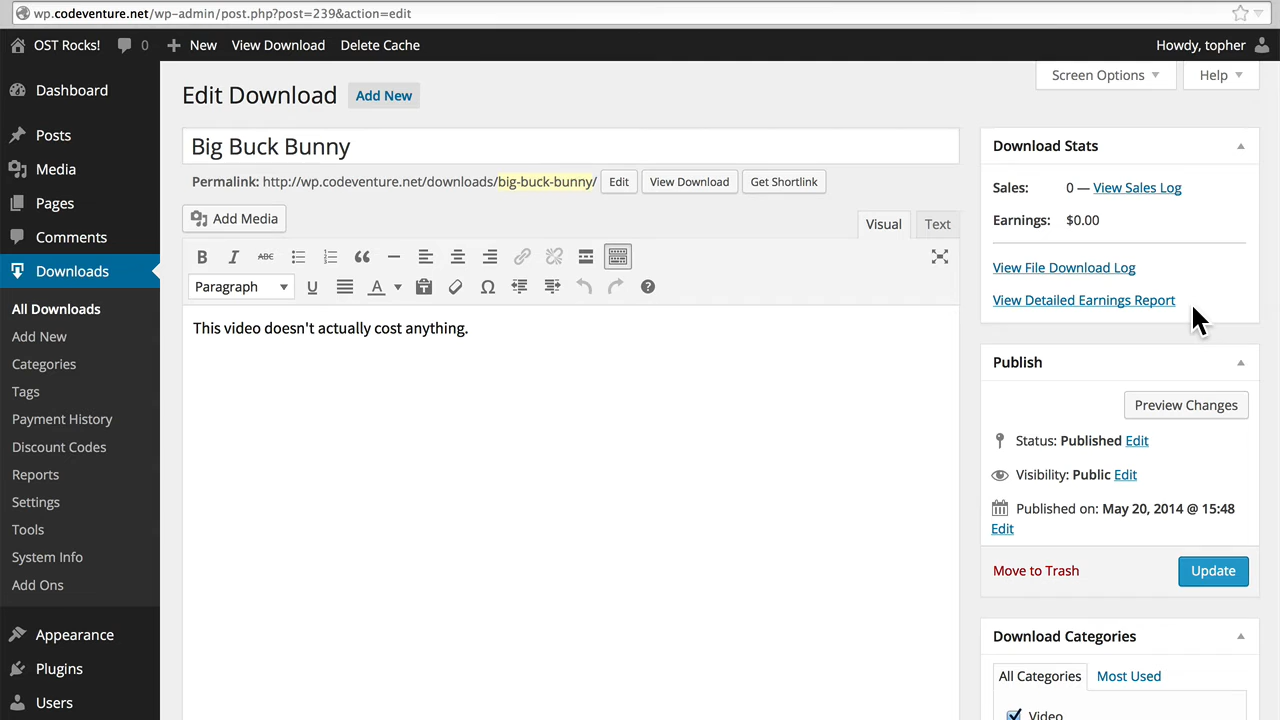 wp.codeventure.net/wp-admin/post.php?post=239&action=edit
OST Rocks! 0 New View Download Delete Cache Howdy, topher
Screen Options Help
Dashboard
Posts
Media
Pages
Comments
Downloads
All Downloads
Add New
Categories
Tags
Payment History
Discount Codes
Reports
Settings
Tools
System Info
Add Ons
Appearance
Plugins
Users
Edit Download Add New
Big Buck Bunny
Permalink: http://wp.codeventure.net/downloads/big-buck-bunny/ Edit View Download Get Shortlink
Add Media
Visual Text
B I ABC
Paragraph U A Ω ?
This video doesn't actually cost anything.
Download Stats
Sales: 0 — View Sales Log
Earnings: $0.00
View File Download Log
View Detailed Earnings Report
Publish
Preview Changes
Status: Published Edit
Visibility: Public Edit
Published on: May 20, 2014 @ 15:48
Edit
Move to Trash Update
Download Categories
All Categories Most Used
Video